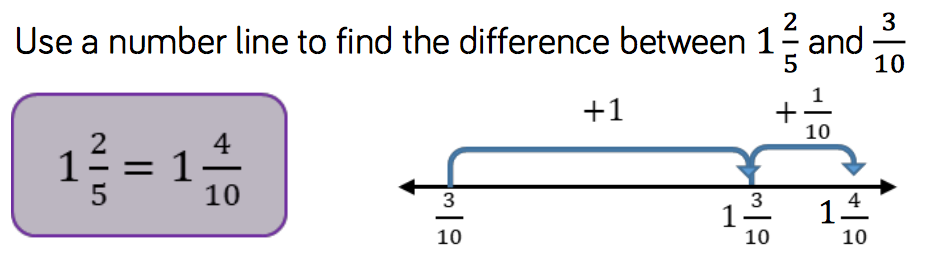 Use a number line to find the difference between 1 2/5 and 3/10
1 2/5 = 1 4/10
+1
+ 1/10
3/10
1 3/10
1 4/10